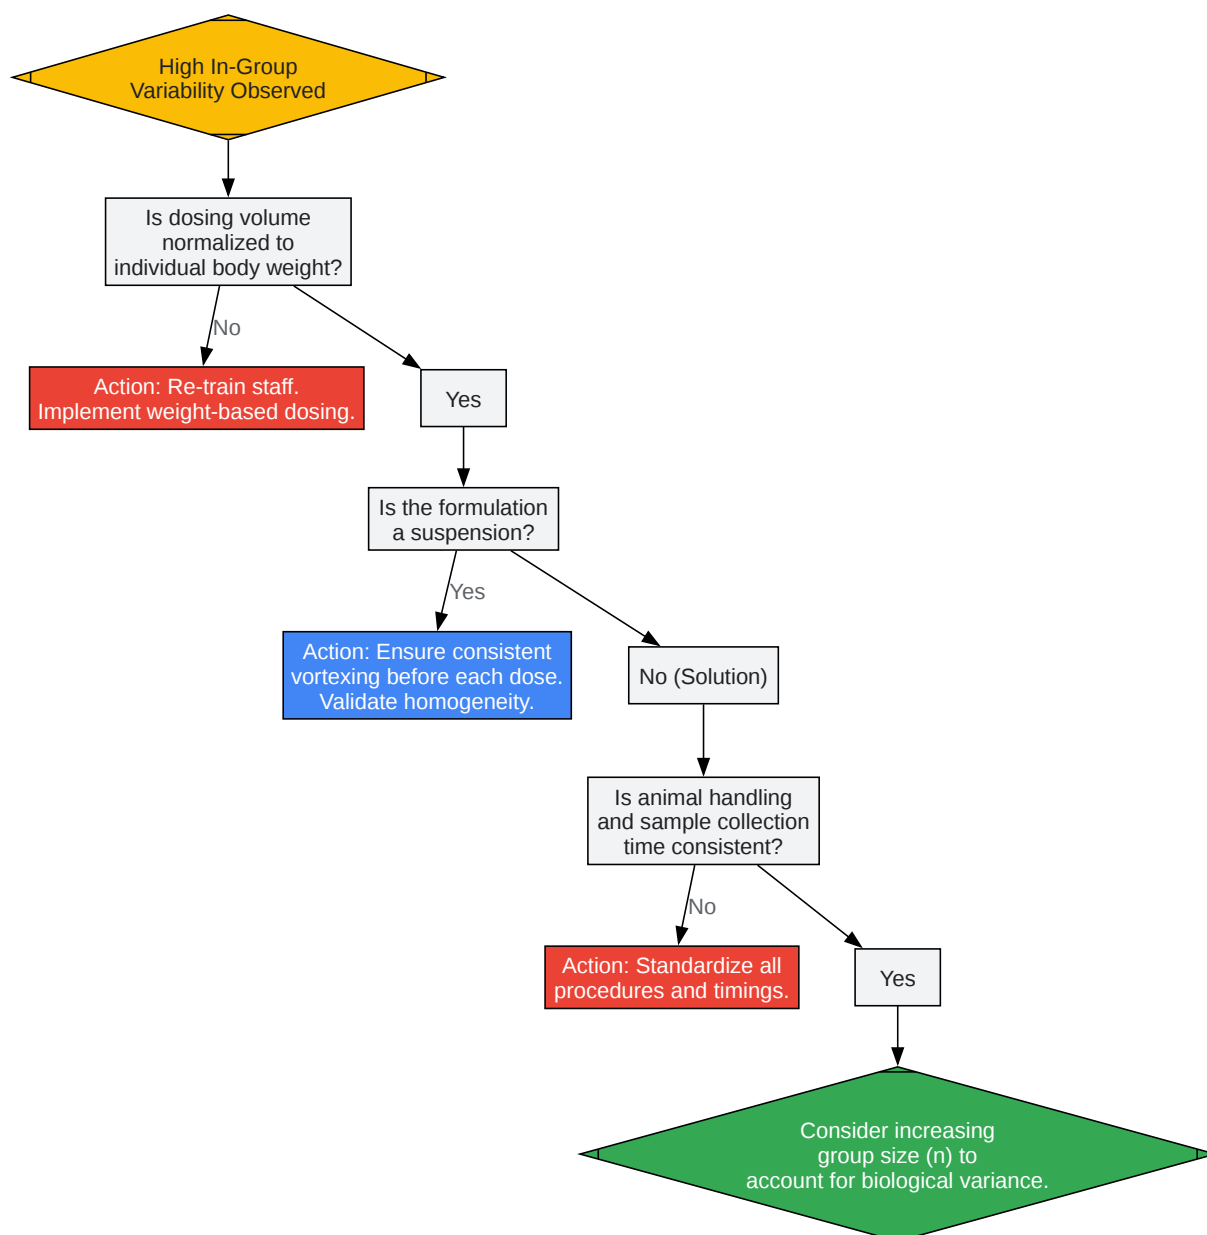 High In-Group
Variability Observed
Is dosing volume
normalized to
individual body weight?
No
Action: Re-train staff.
Implement weight-based dosing.
Yes
Is the formulation
a suspension?
Yes
Action: Ensure consistent
vortexing before each dose.
Validate homogeneity.
No (Solution)
Is animal handling
and sample collection
time consistent?
No
Action: Standardize all
procedures and timings.
Yes
Consider increasing
group size (n) to
account for biological variance.